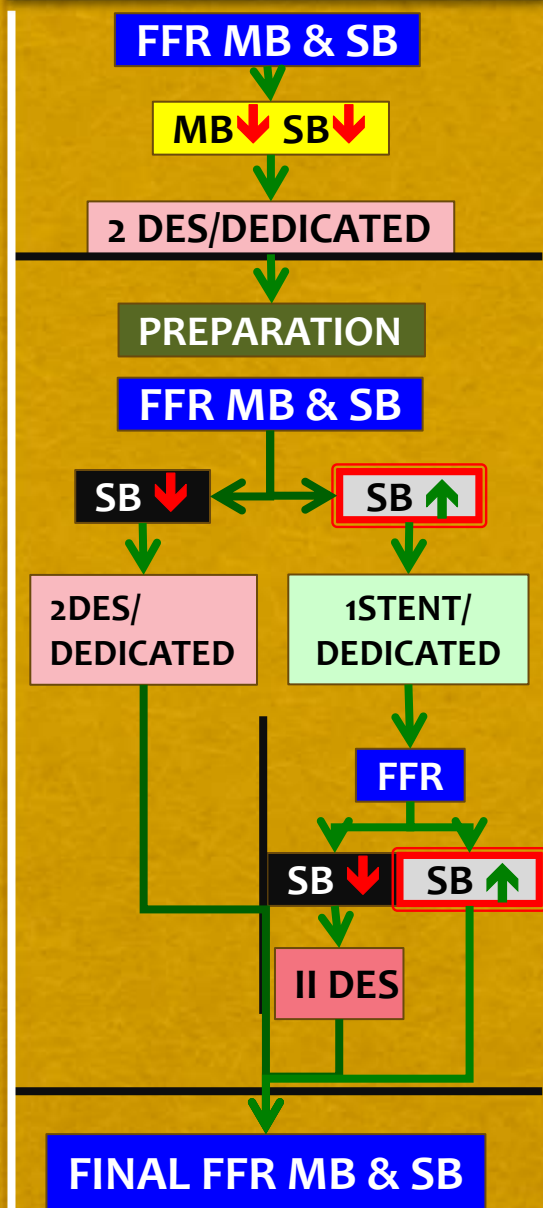 FFR MB & SB
MB SB
2 DES/DEDICATED
PREPARATION
FFR MB & SB
SB
SB
2DES/
DEDICATED
1STENT/
DEDICATED
FFR
SB
SB
II DES
FINAL FFR MB & SB